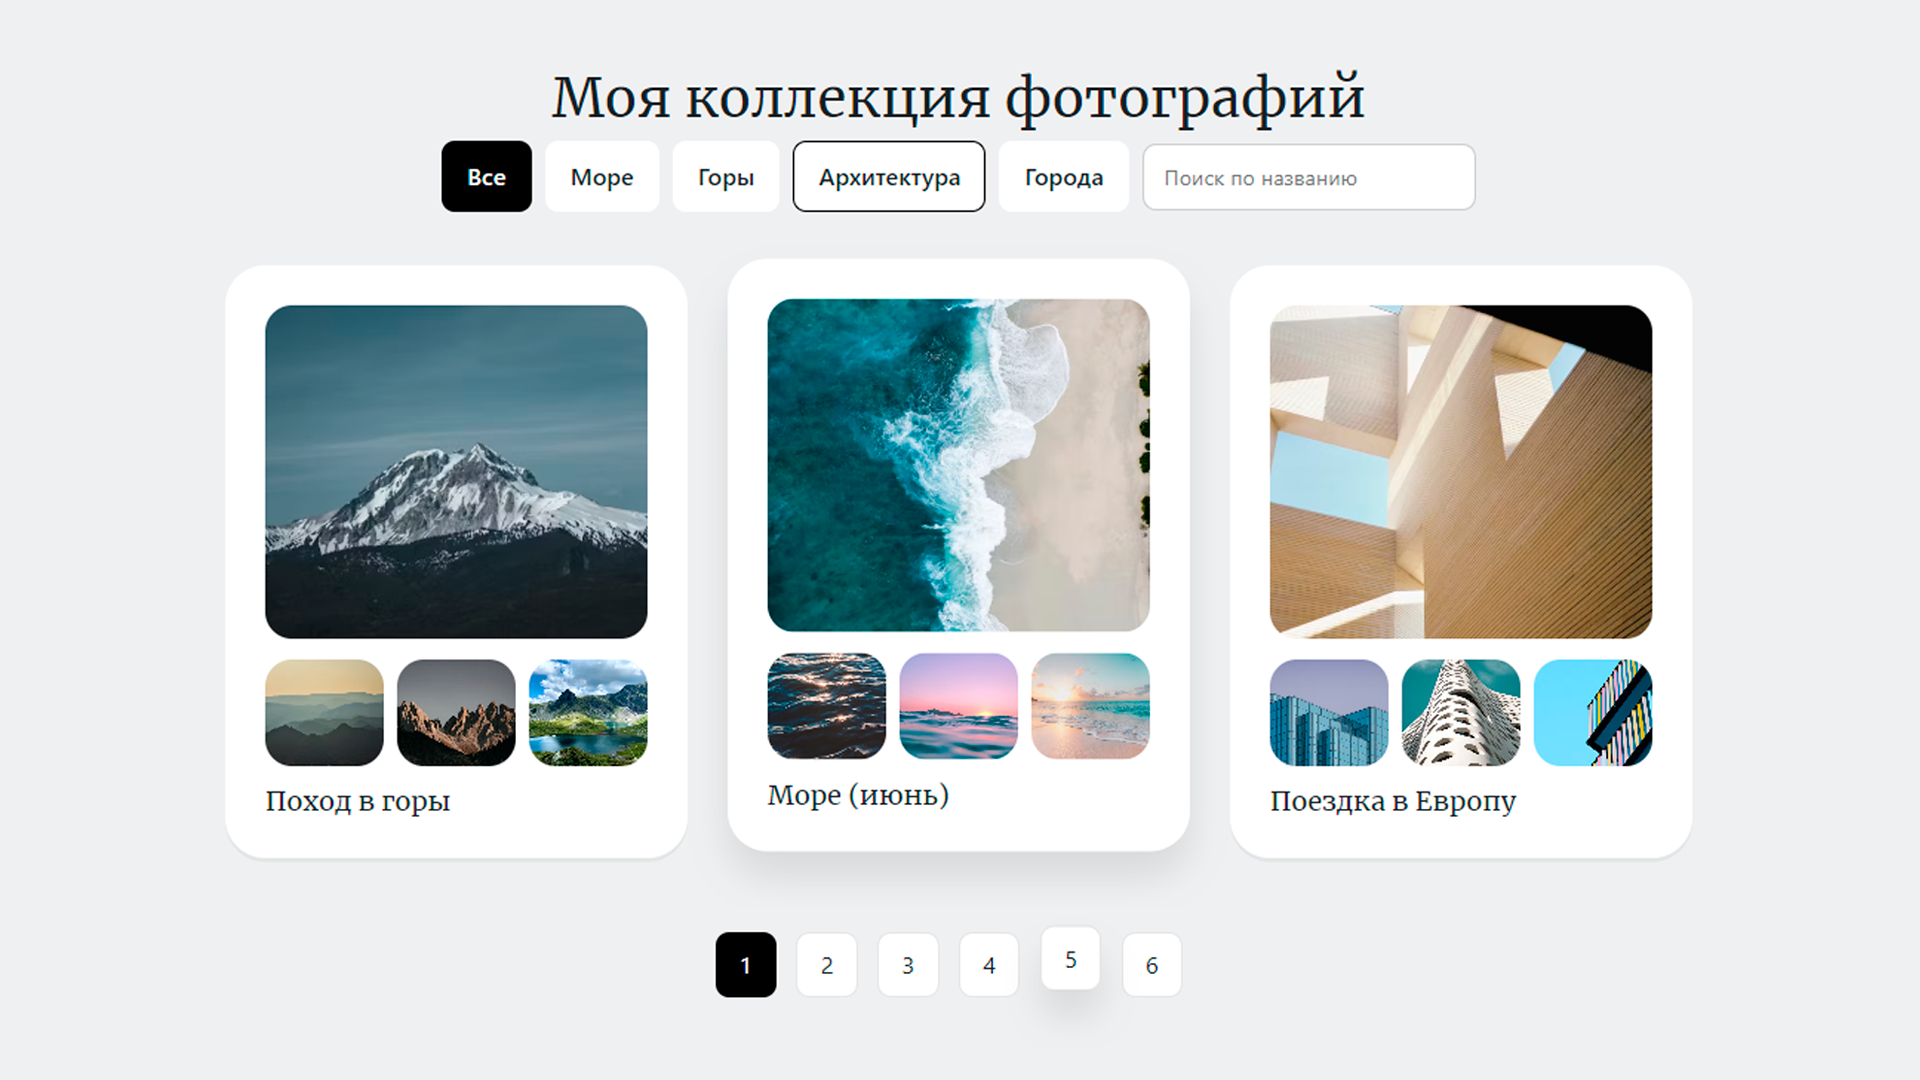 Моя коллекция фотографий
Все Море Горы Архитектура Города Поиск по названию
Поход в горы
Море (июнь)
Поездка в Европу
1 2 3 4 5 6